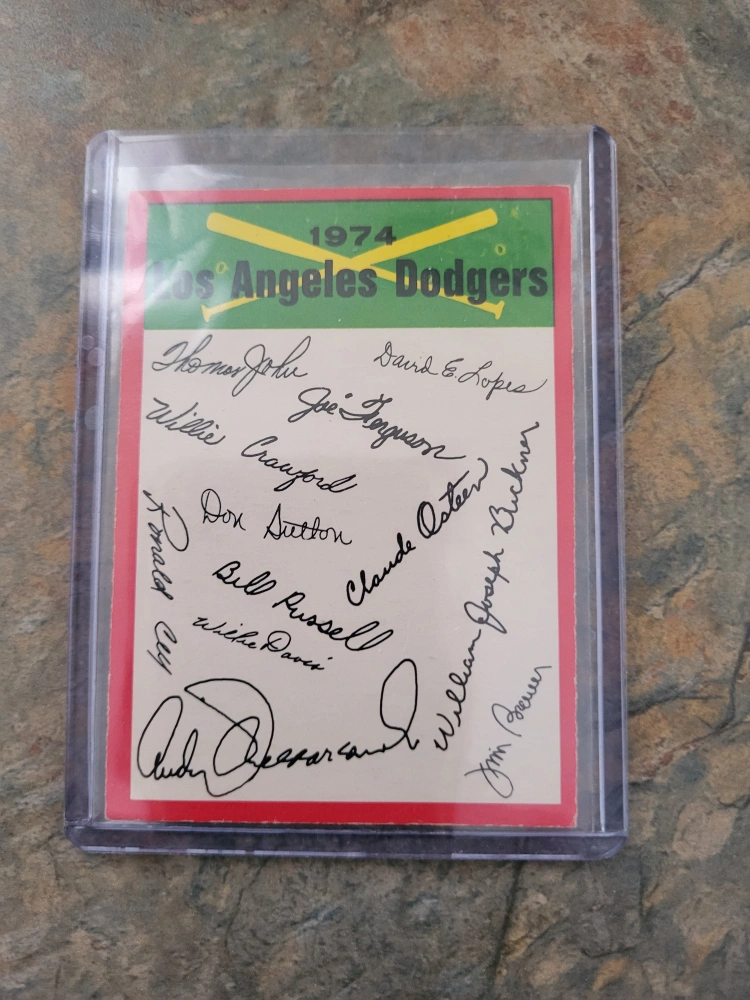 1974
Los Angeles Dodgers
Thomas John
David E. Lopes
Joe Ferguson
Willie Crawford
Don Sutton
Claude Osteen
Ronald Cey
Bill Russell
William Joseph Buckner
Willie Davis
Andy Messersmith
Jim Brewer